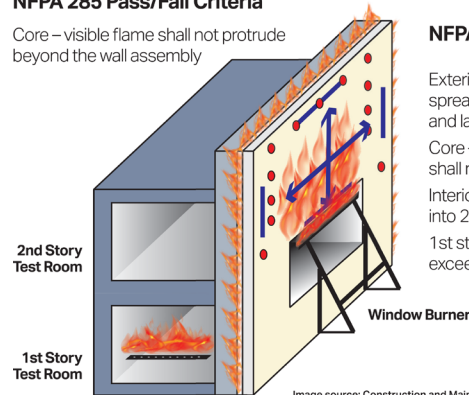 NFPA 285 Pass/Fail Criteria
Core – visible flame shall not protrude
beyond the wall assembly
2nd Story
Test Room
1st Story
Test Room
Window Burner
NFPA
Exteri
sprea
and la
Core -
shall r
Interio
into 2
1st st
excee
Image source: Construction and Main